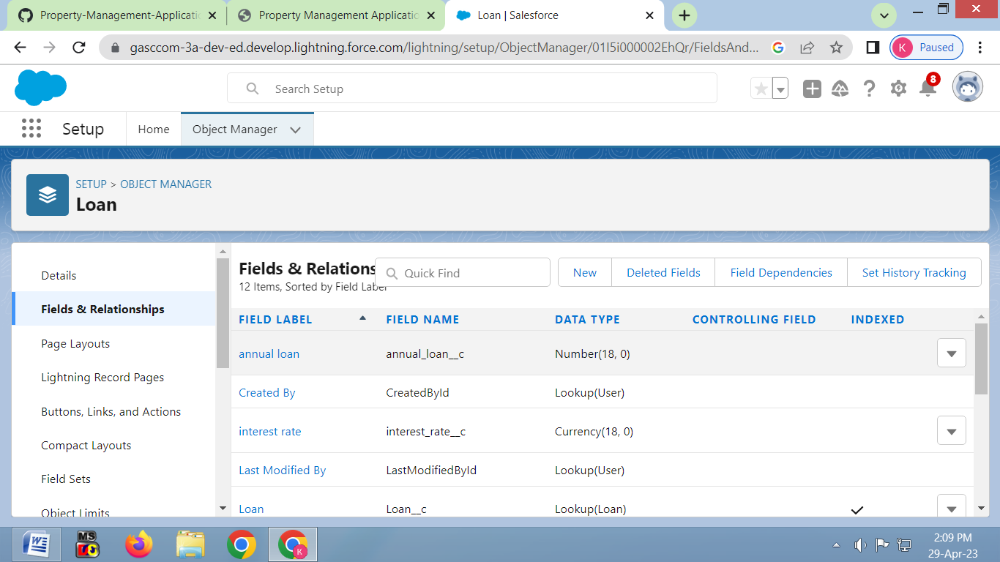 Property-Management-Applicatio
Property Management Applicatio
Loan | Salesforce
gasccom-3a-dev-ed.develop.lightning.force.com/lightning/setup/ObjectManager/01I5i000002EhQr/FieldsAnd...
K
Paused
Search Setup
8
Setup
Home
Object Manager
SETUP > OBJECT MANAGER
Loan
Details
Fields & Relationships
Page Layouts
Lightning Record Pages
Buttons, Links, and Actions
Compact Layouts
Field Sets
Object Limits
Fields & Relations
12 Items, Sorted by Field Label
Quick Find
New
Deleted Fields
Field Dependencies
Set History Tracking
FIELD LABEL FIELD NAME DATA TYPE CONTROLLING FIELD INDEXED
annual loan annual_loan__c Number(18, 0)
Created By CreatedById Lookup(User)
interest rate interest_rate__c Currency(18, 0)
Last Modified By LastModifiedById Lookup(User)
Loan Loan__c Lookup(Loan)
W
MS
K
2:09 PM
29-Apr-23